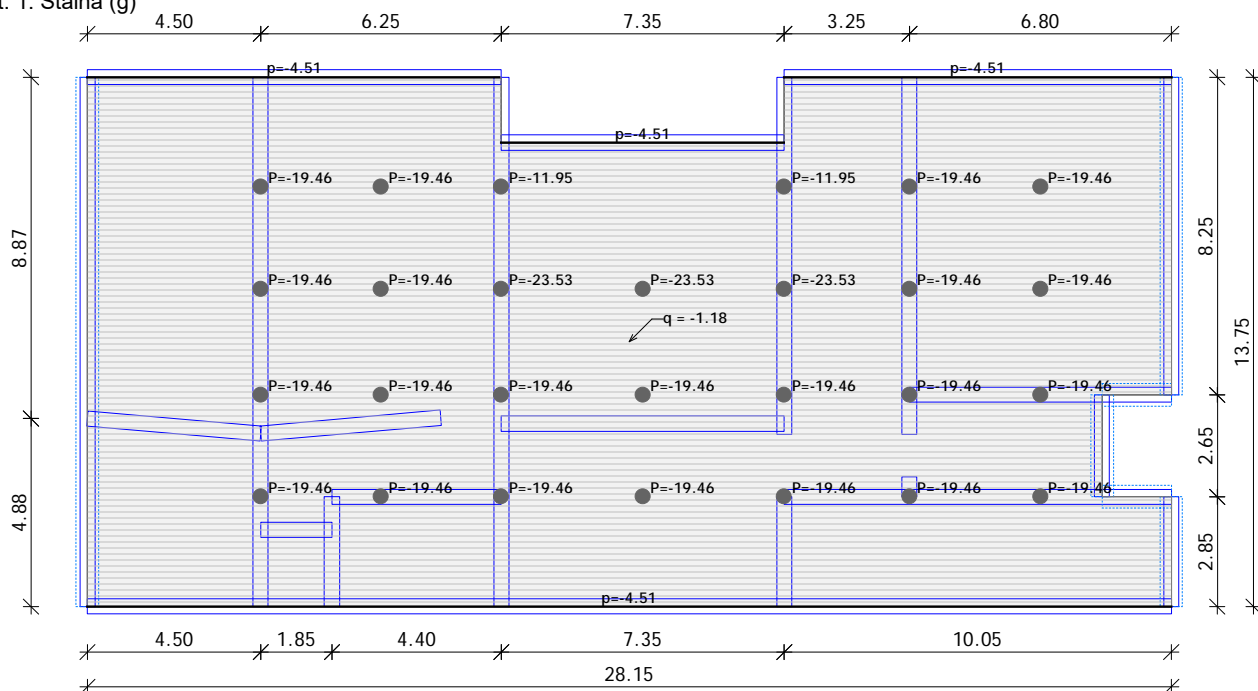 t. 1: Stalna (g)
4.50 6.25 7.35 3.25 6.80
p=-4.51 p=-4.51
p=-4.51
P=-19.46 P=-19.46 P=-11.95 P=-11.95 P=-19.46 P=-19.46
8.87 8.25
P=-19.46 P=-19.46 P=-23.53 P=-23.53 P=-23.53 P=-19.46 P=-19.46
q = -1.18
13.75
P=-19.46 P=-19.46 P=-19.46 P=-19.46 P=-19.46 P=-19.46 P=-19.46
2.65
P=-19.46 P=-19.46 P=-19.46 P=-19.46 P=-19.46 P=-19.46 P=-19.46
4.88 2.85
p=-4.51
4.50 1.85 4.40 7.35 10.05
28.15